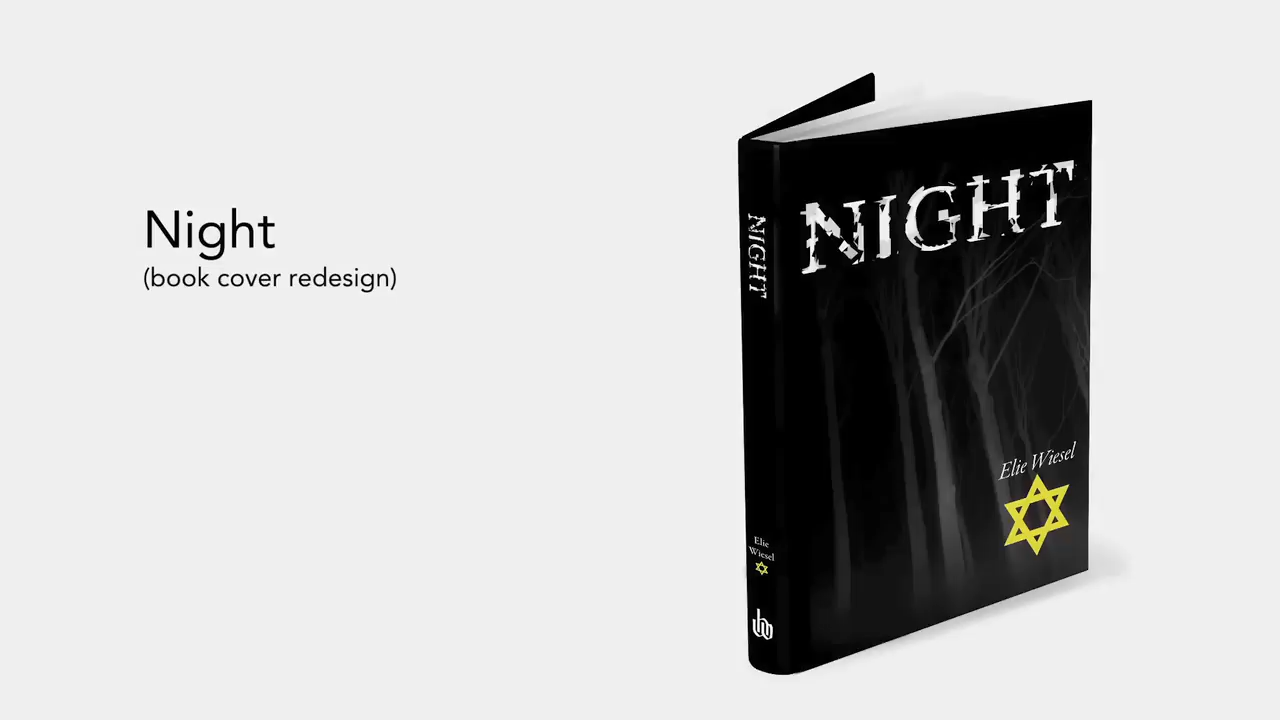 Night
(book cover redesign)
NIGHT
NIGHT
Elie Wiesel
Elie
Wiesel